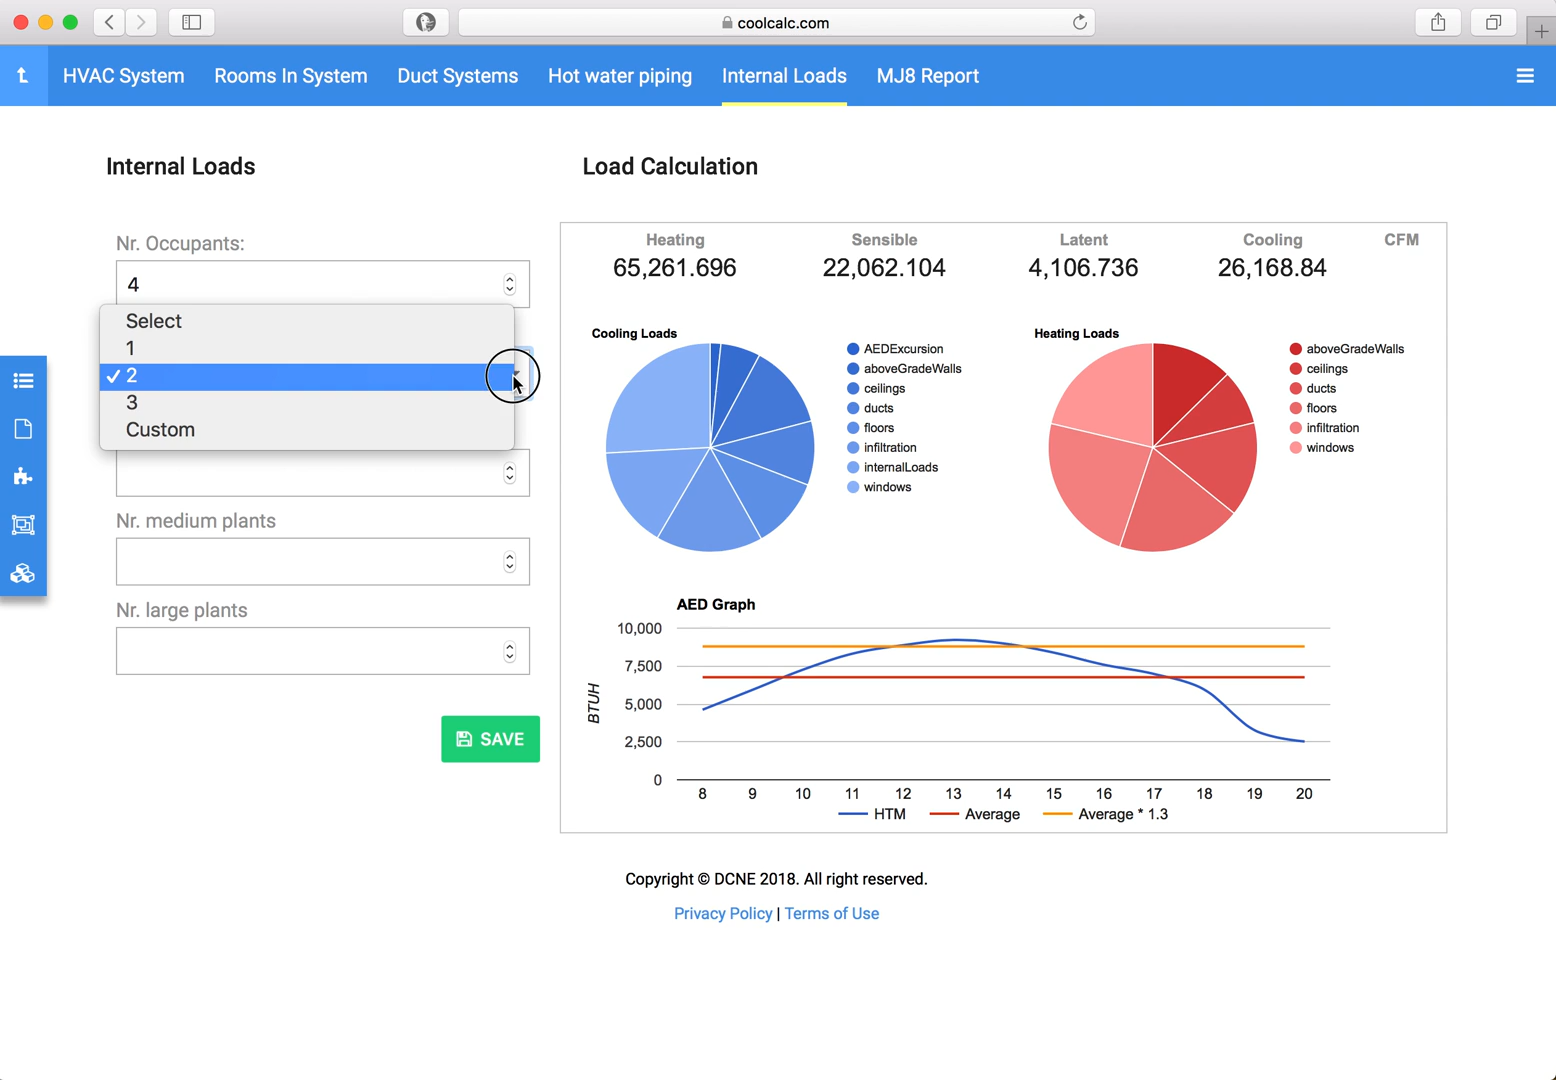 coolcalc.com
HVAC System
Rooms In System
Duct Systems
Hot water piping
Internal Loads
MJ8 Report
Internal Loads
Load Calculation
Nr. Occupants:
4
Select
1
✓ 2
3
Custom
Nr. medium plants
Nr. large plants
SAVE
Heating
Sensible
Latent
Cooling
CFM
65,261.696
22,062.104
4,106.736
26,168.84
Cooling Loads
AEDExcursion
aboveGradeWalls
ceilings
ducts
floors
infiltration
internalLoads
windows
Heating Loads
aboveGradeWalls
ceilings
ducts
floors
infiltration
windows
AED Graph
BTUH
10,000
7,500
5,000
2,500
0
8 9 10 11 12 13 14 15 16 17 18 19 20
HTM Average Average * 1.3
Copyright © DCNE 2018. All right reserved.
Privacy Policy | Terms of Use